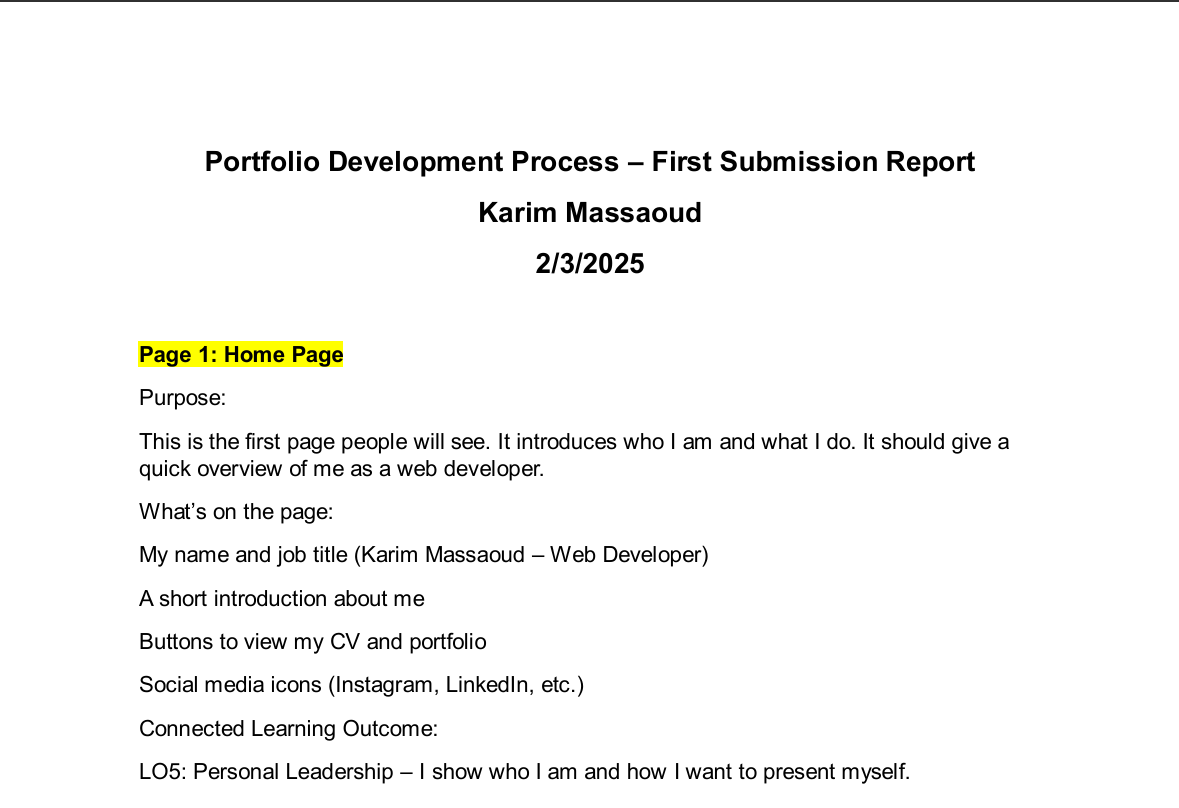 Portfolio Development Process – First Submission Report
Karim Massaoud
2/3/2025
Page 1: Home Page
Purpose:
This is the first page people will see. It introduces who I am and what I do. It should give a
quick overview of me as a web developer.
What’s on the page:
My name and job title (Karim Massaoud – Web Developer)
A short introduction about me
Buttons to view my CV and portfolio
Social media icons (Instagram, LinkedIn, etc.)
Connected Learning Outcome:
LO5: Personal Leadership – I show who I am and how I want to present myself.